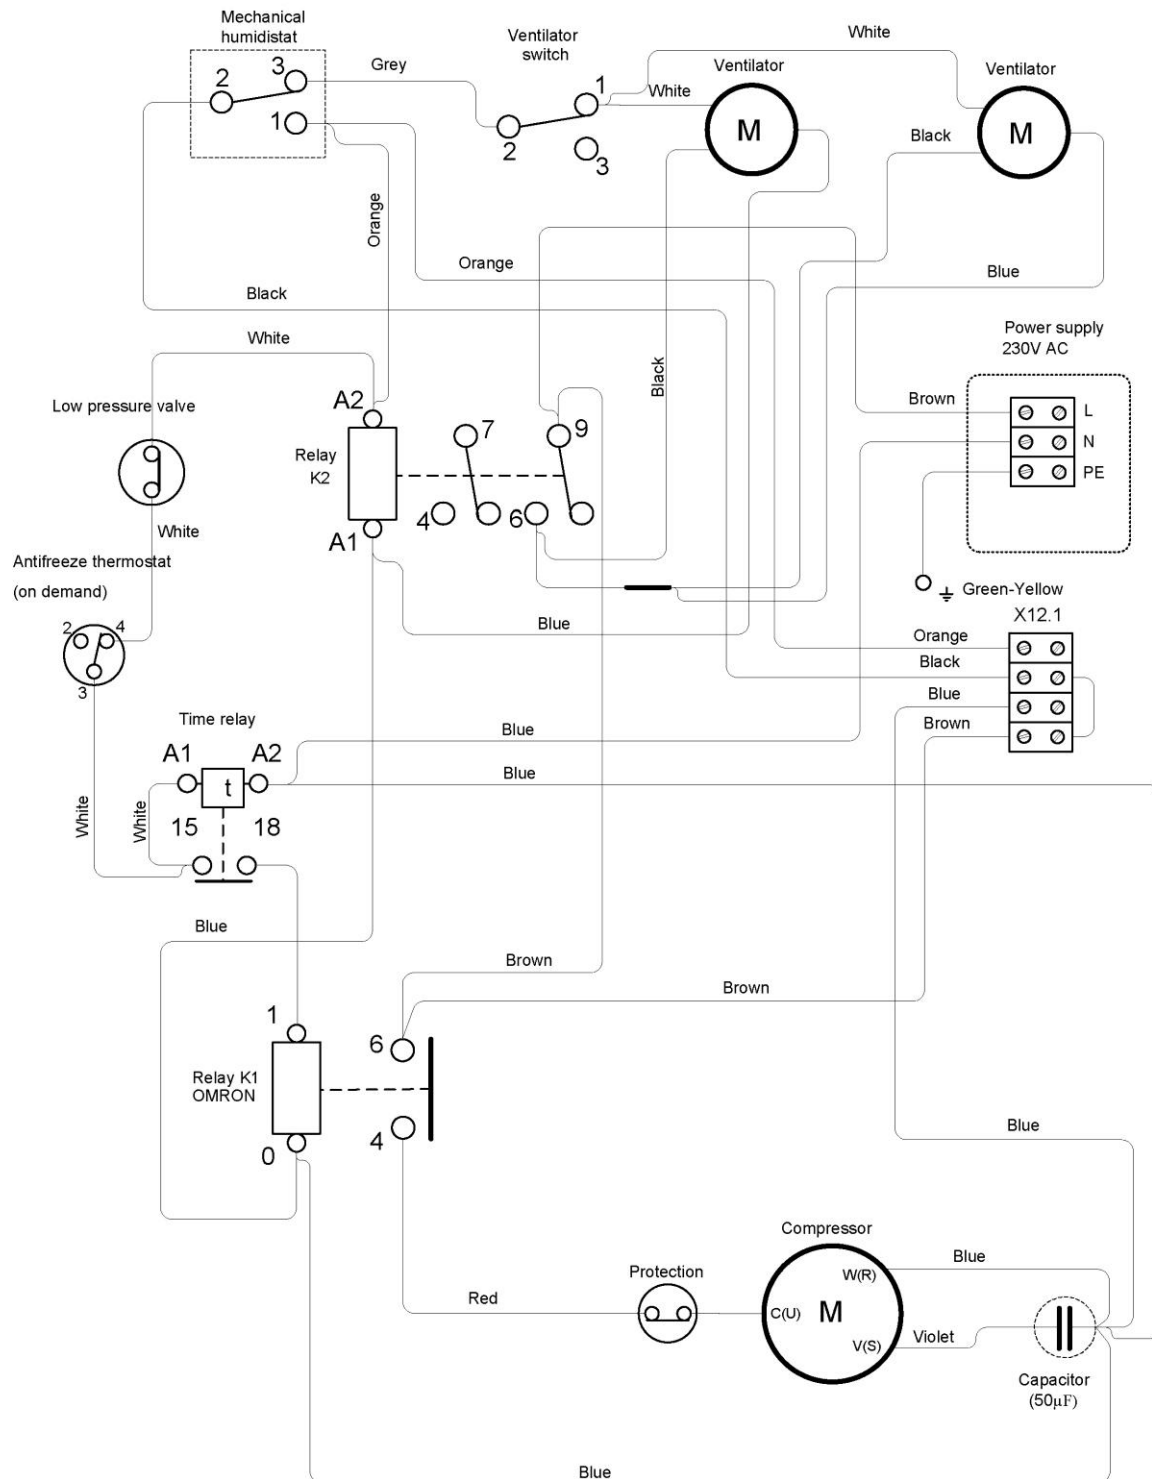 Mechanical
humidistat
Ventilator
switch
White
Grey
Ventilator
Ventilator
3
2
1
1
White
M
M
Black
2
3
Orange
Orange
Blue
Black
Power supply
230V AC
White
Black
Low pressure valve
A2
Brown
L
7
9
N
Relay
K2
PE
4
6
White
A1
Antifreeze thermostat
(on demand)
Green-Yellow
X12.1
2
4
Blue
Orange
Black
3
Blue
Time relay
Blue
Brown
A1
A2
t
Blue
White
White
15
18
Blue
Brown
Brown
1
6
Relay K1
OMRON
4
0
Blue
Compressor
Blue
Protection
W(R)
Red
C(U)
M
V(S)
Violet
Capacitor
(50µF)
Blue